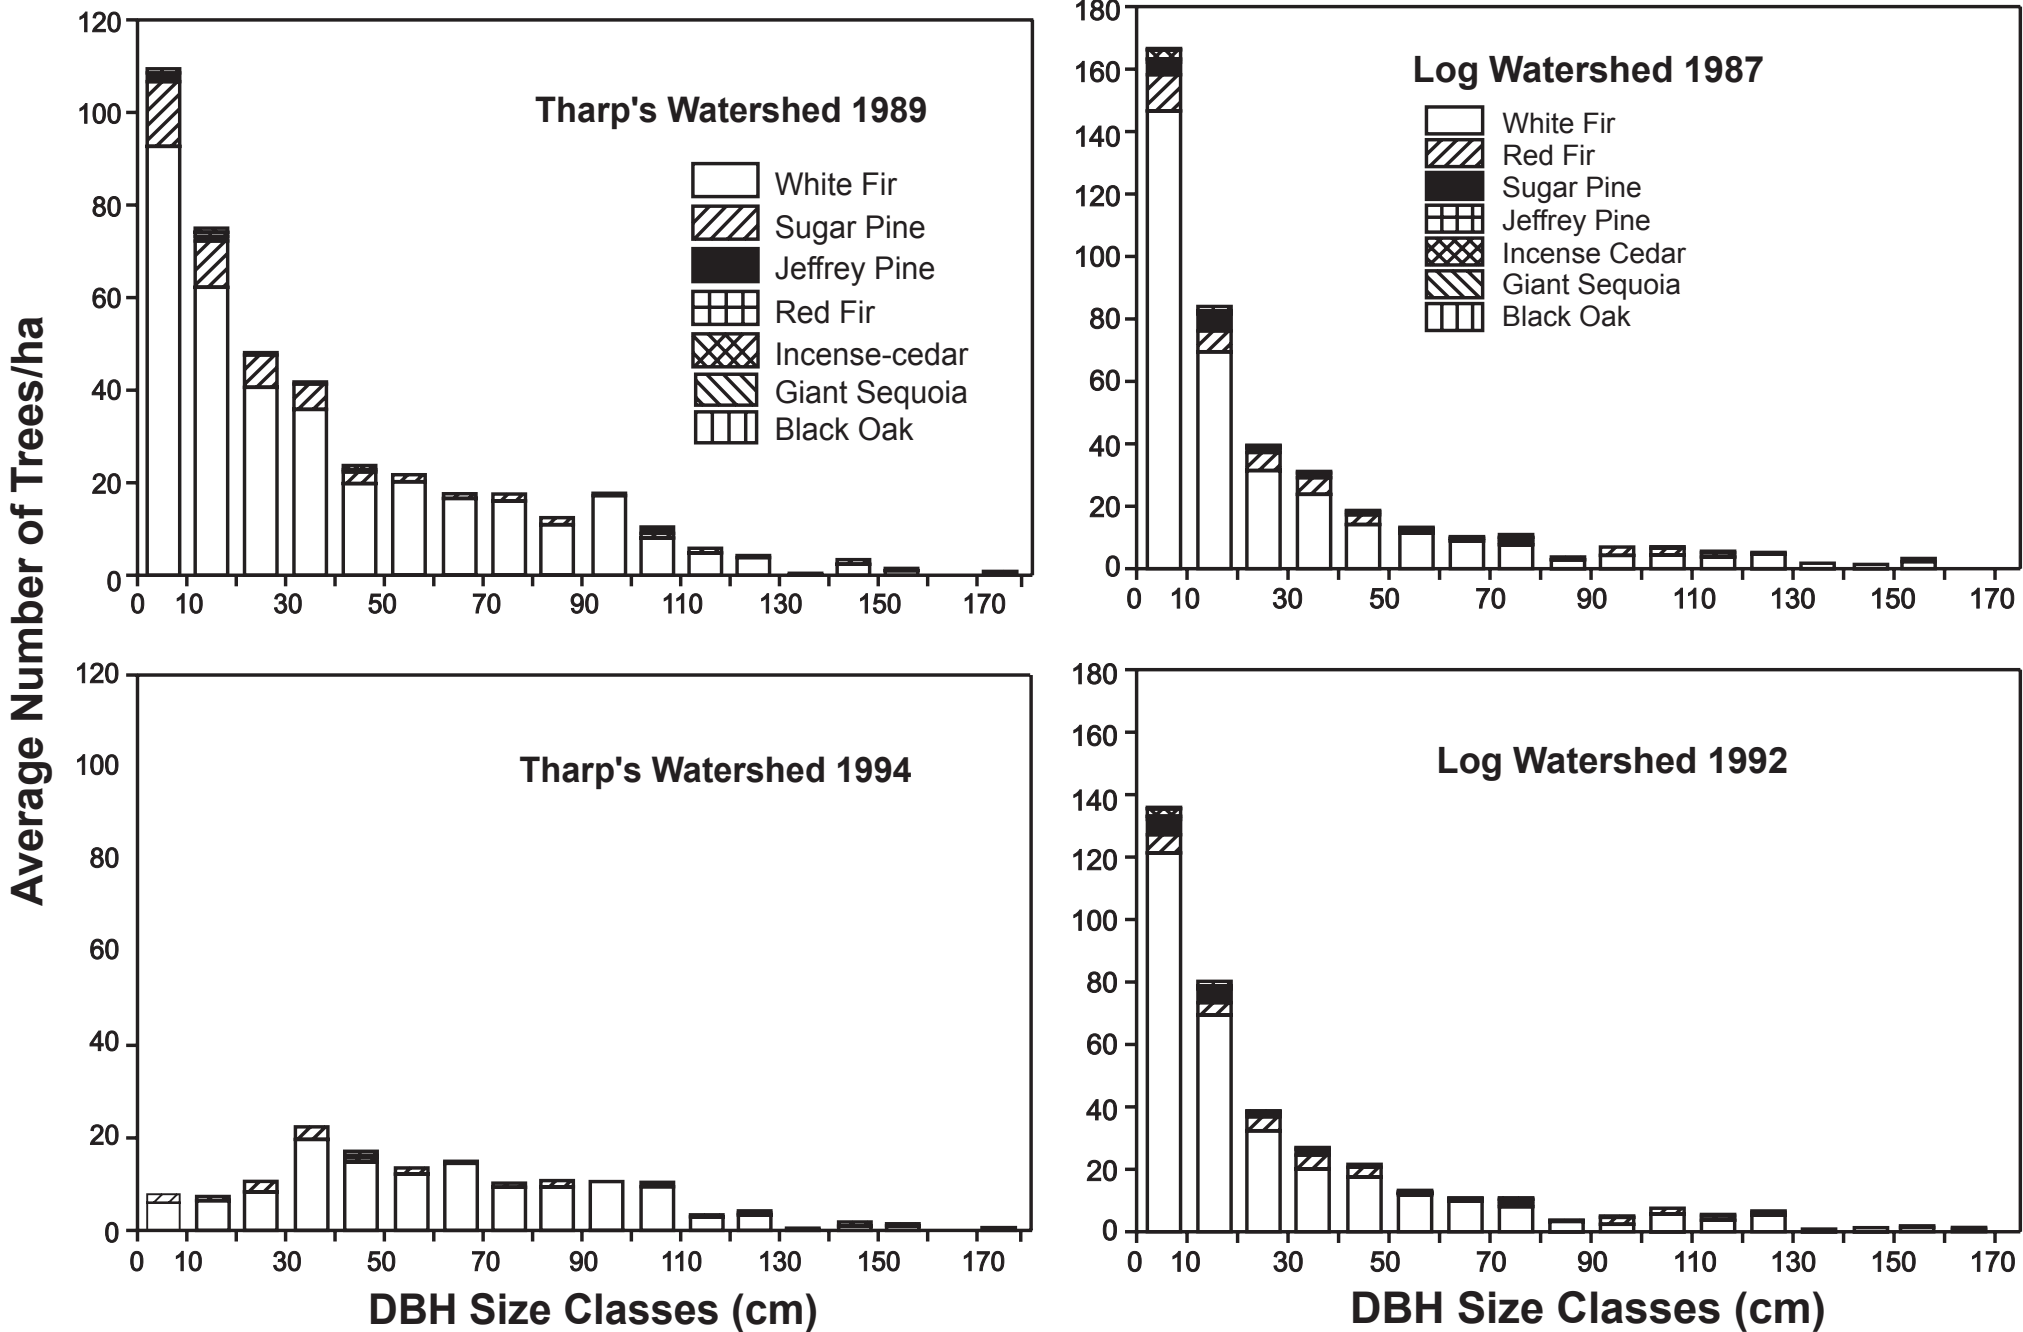 Average Number of Trees/ha
120
100
80
60
40
20
0
0 10 30 50 70 90 110 130 150 170
Tharp's Watershed 1989
White Fir
Sugar Pine
Jeffrey Pine
Red Fir
Incense-cedar
Giant Sequoia
Black Oak
180
160
140
120
100
80
60
40
20
0
0 10 30 50 70 90 110 130 150 170
Log Watershed 1987
White Fir
Red Fir
Sugar Pine
Jeffrey Pine
Incense Cedar
Giant Sequoia
Black Oak
120
100
80
60
40
20
0
0 10 30 50 70 90 110 130 150 170
Tharp's Watershed 1994
DBH Size Classes (cm)
180
160
140
120
100
80
60
40
20
0
0 10 30 50 70 90 110 130 150 170
Log Watershed 1992
DBH Size Classes (cm)